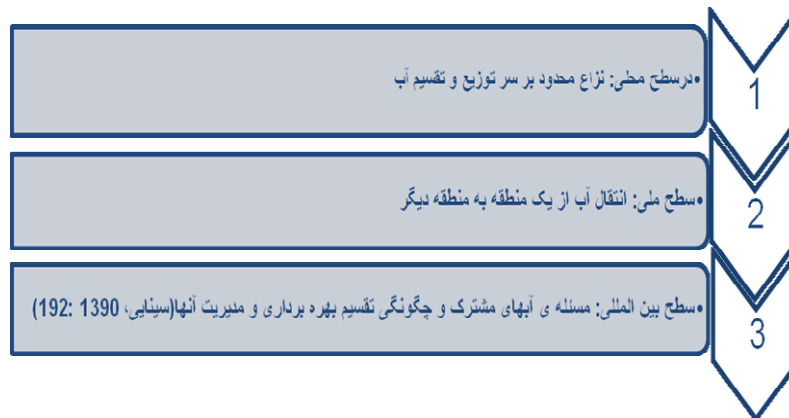 1
•درسطح محلی: نزاع محدود بر سر توزیع و تقسیم آب
2
•سطح ملی: انتقال آب از یک منطقه به منطقه دیگر
3
•سطح بین المللی: مسئله ی آبهای مشترک و چگونگی تقسیم بهره برداری و مدیریت آنها(سینایی، 1390 :192)